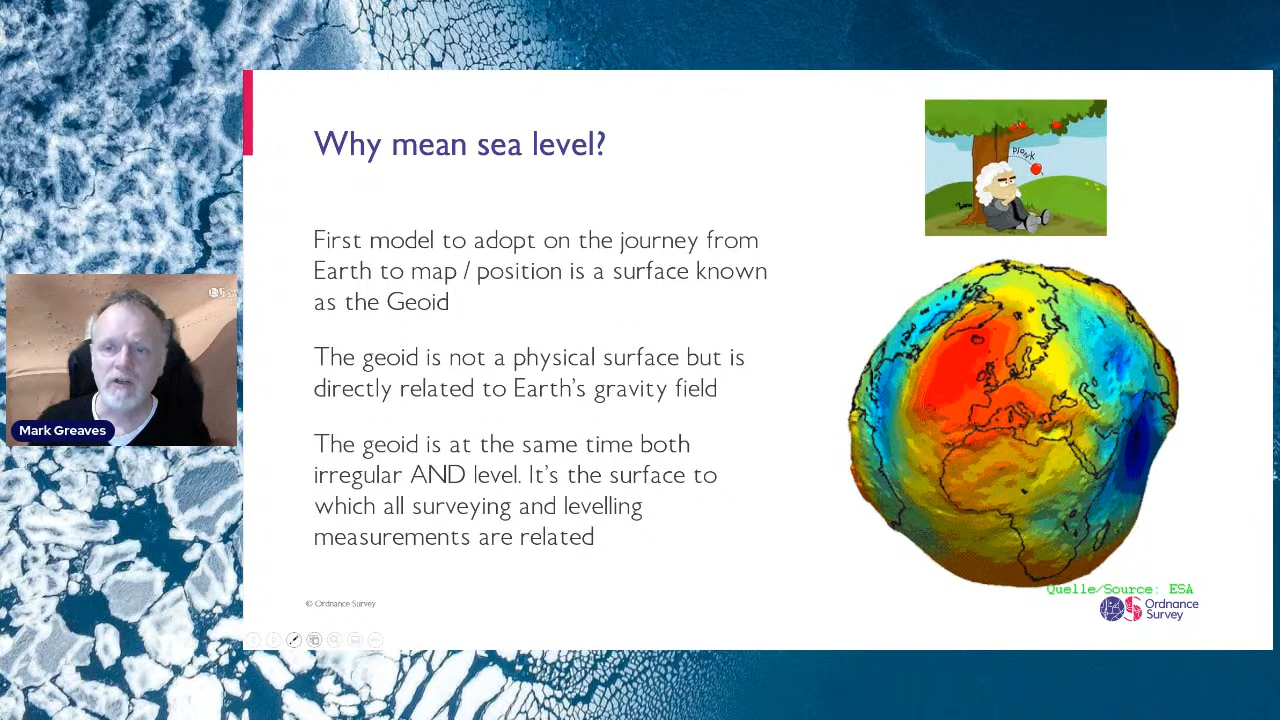 Why mean sea level?
plonk
First model to adopt on the journey from
Earth to map / position is a surface known
as the Geoid
The geoid is not a physical surface but is
directly related to Earth's gravity field
The geoid is at the same time both
irregular AND level. It's the surface to
which all surveying and levelling
measurements are related
Mark Greaves
Quelle/Source: ESA
© Ordnance Survey
Ordnance
Survey